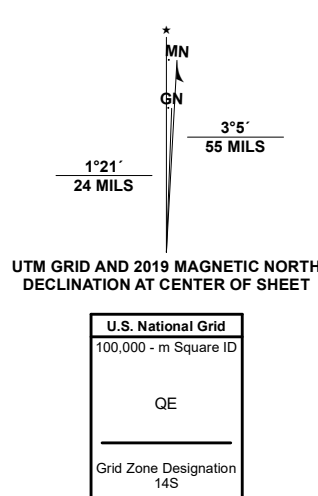 ★
MN
GN
3°5´
55 MILS
1°21´
24 MILS
UTM GRID AND 2019 MAGNETIC NORTH
DECLINATION AT CENTER OF SHEET
U.S. National Grid
100,000 - m Square ID
QE
Grid Zone Designation
14S